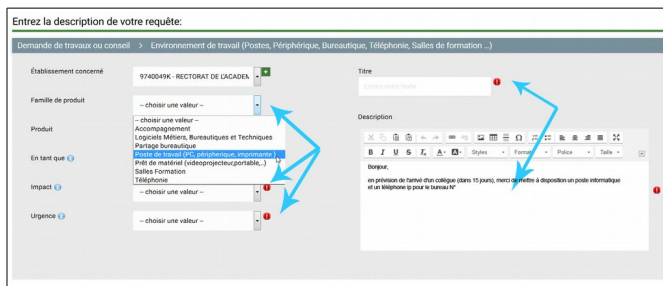 Entrez la description de votre requête:
Demande de travaux ou conseil > Environnement de travail (Postes, Périphérique, Bureautique, Téléphonie, Salles de formation ...)
Établissement concerné
9740049K - RECTORAT DE L'ACADEM
Famille de produit
-- choisir une valeur --
-- choisir une valeur --
Accompagnement
Logiciels Métiers, Bureautiques et Techniques
Partage bureautique
Poste de travail (PC, péripherique, imprimante )
Prêt de matériel (videoprojecteur,portable,..)
Salles Formation
Téléphonie
Produit
En tant que
Impact
-- choisir une valeur --
Urgence
-- choisir une valeur --
Titre
Entrez votre texte
Description
B I U S Tx A A Styles Format Police Taille
Bonjour,
en prévision de l'arrivé d'un collègue (dans 15 jours), merci de mettre à disposition un poste informatique
et un téléphone ip pour le bureau N°